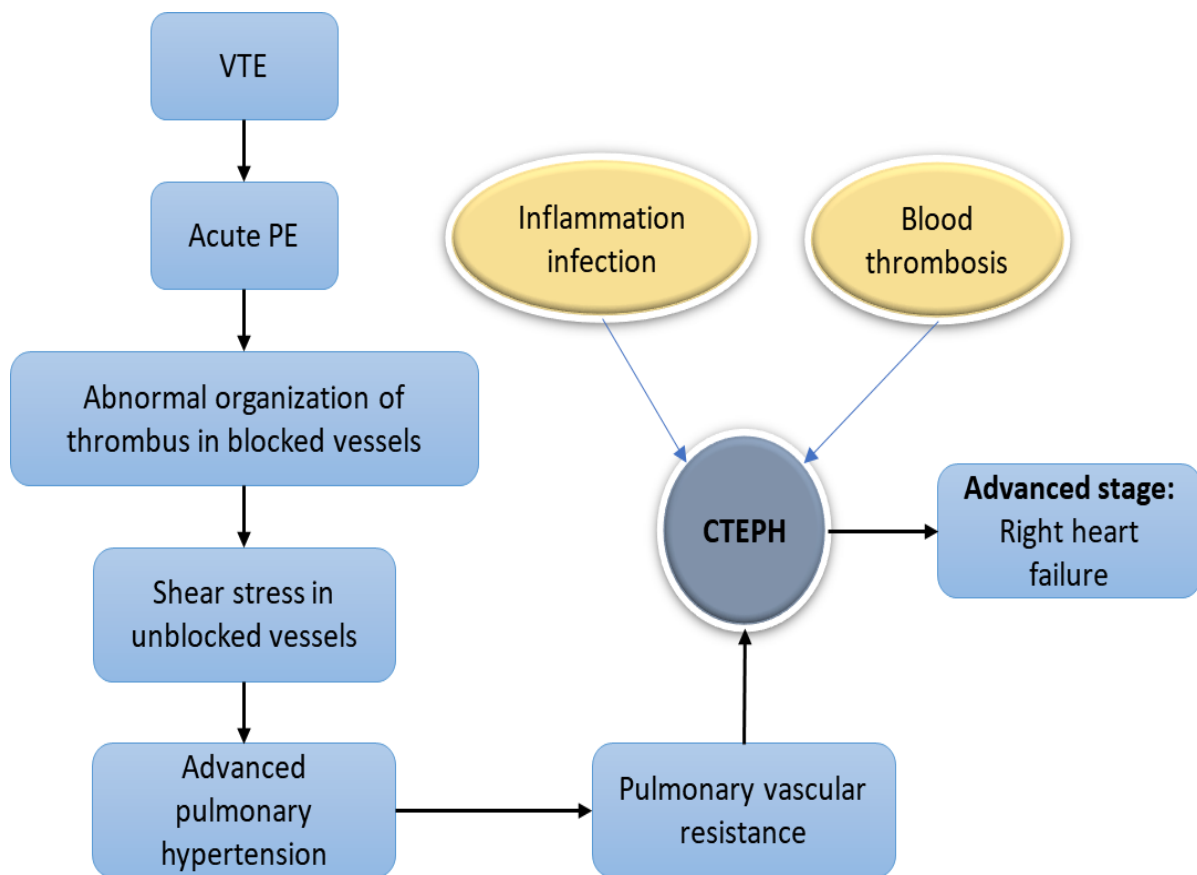 VTE
Acute PE
Abnormal organization of
thrombus in blocked vessels
Shear stress in
unblocked vessels
Advanced
pulmonary
hypertension
Pulmonary vascular
resistance
Inflammation
infection
Blood
thrombosis
CTEPH
Advanced stage:
Right heart
failure